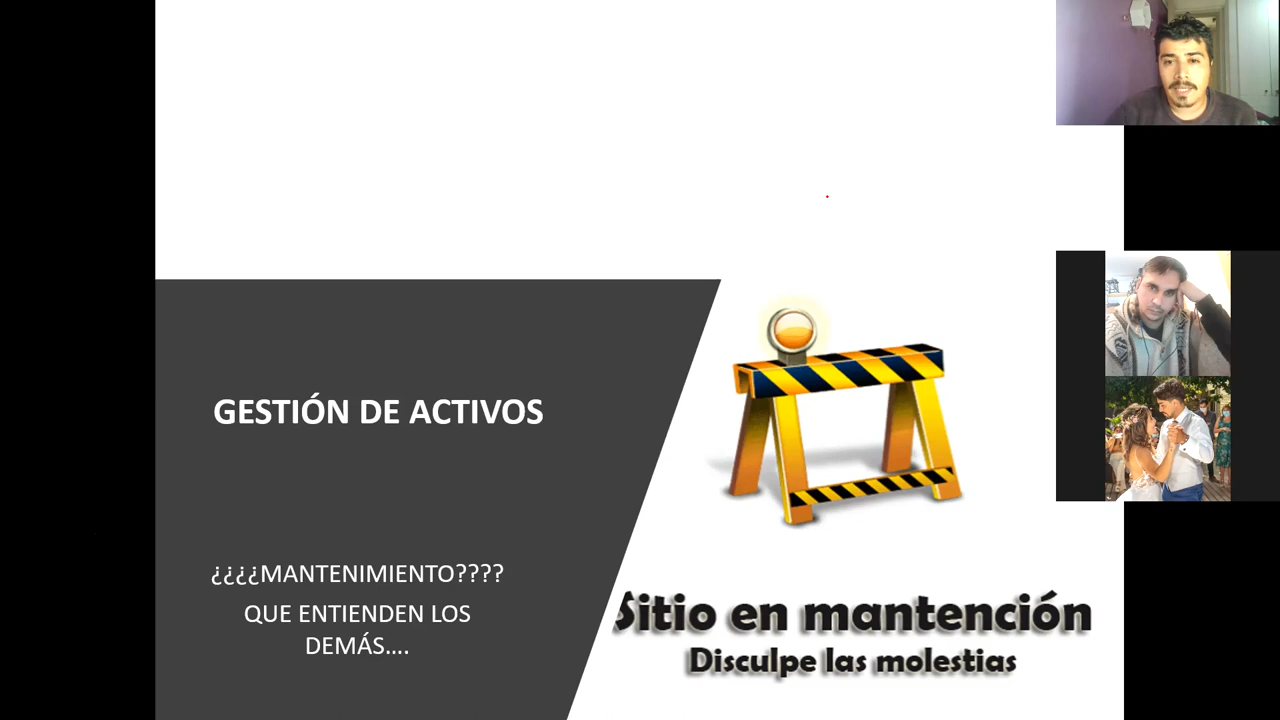 GESTIÓN DE ACTIVOS
¿¿¿¿MANTENIMIENTO????
QUE ENTIENDEN LOS
DEMÁS....
Sitio en mantención
Disculpe las molestias